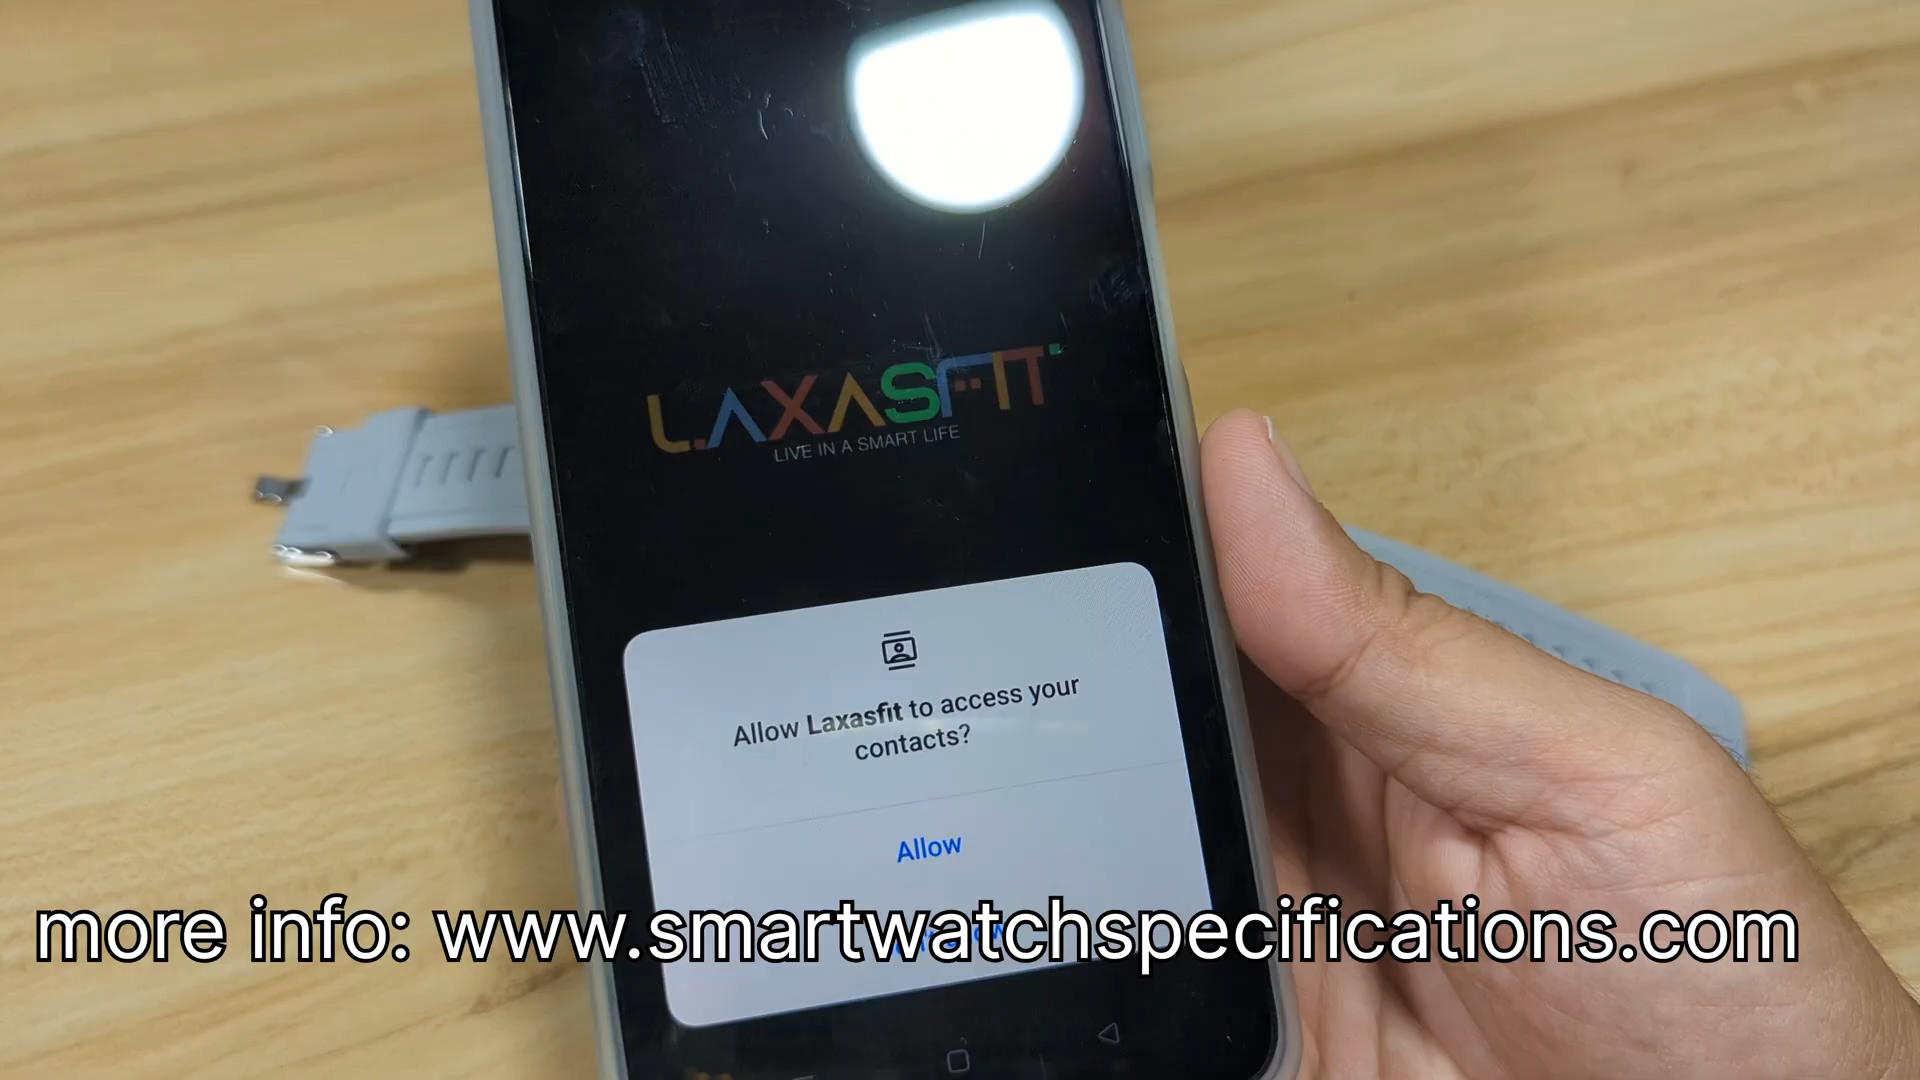 LAXASFIT
LIVE IN A SMART LIFE
Allow Laxasfit to access your
contacts?
Allow
more info: www.smartwatchspecifications.com